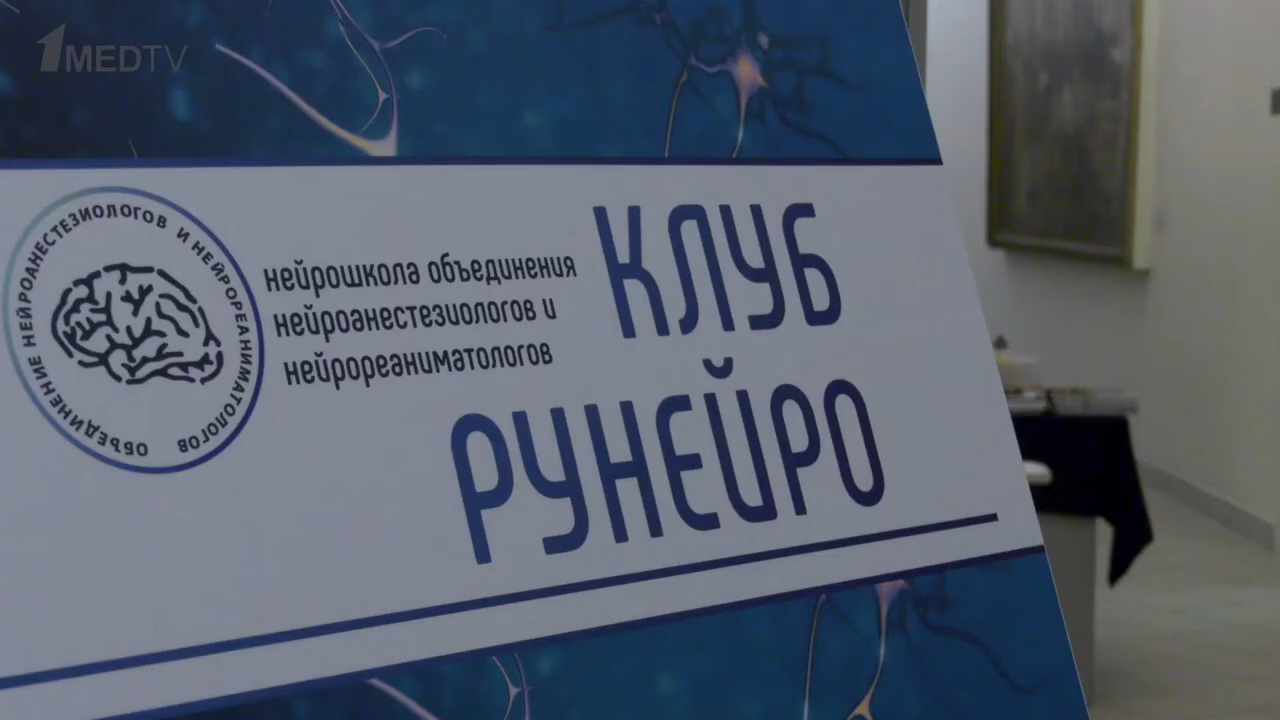 1MEDTV
ОБЪЕДИНЕНИЕ НЕЙРОАНЕСТЕЗИОЛОГОВ И НЕЙРОРЕАНИМАТОЛОГОВ
нейрошкола объединения
нейроанестезиологов и
нейрореаниматологов
КЛУБ
РУНЕЙРО